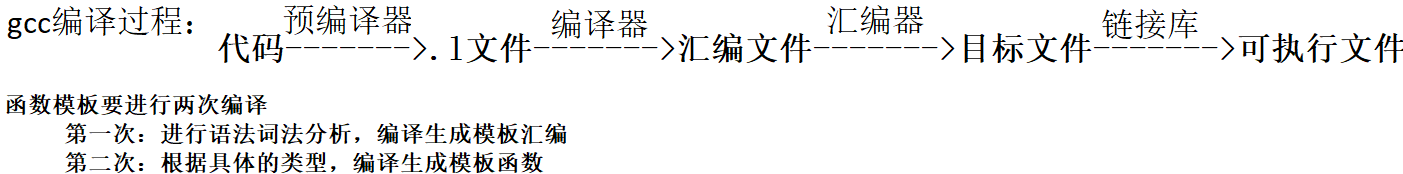 gcc编译过程：
预编译器 编译器 汇编器 链接库
代码------->.1文件------->汇编文件------->目标文件------->可执行文件
函数模板要进行两次编译
第一次：进行语法词法分析，编译生成模板汇编
第二次：根据具体的类型，编译生成模板函数